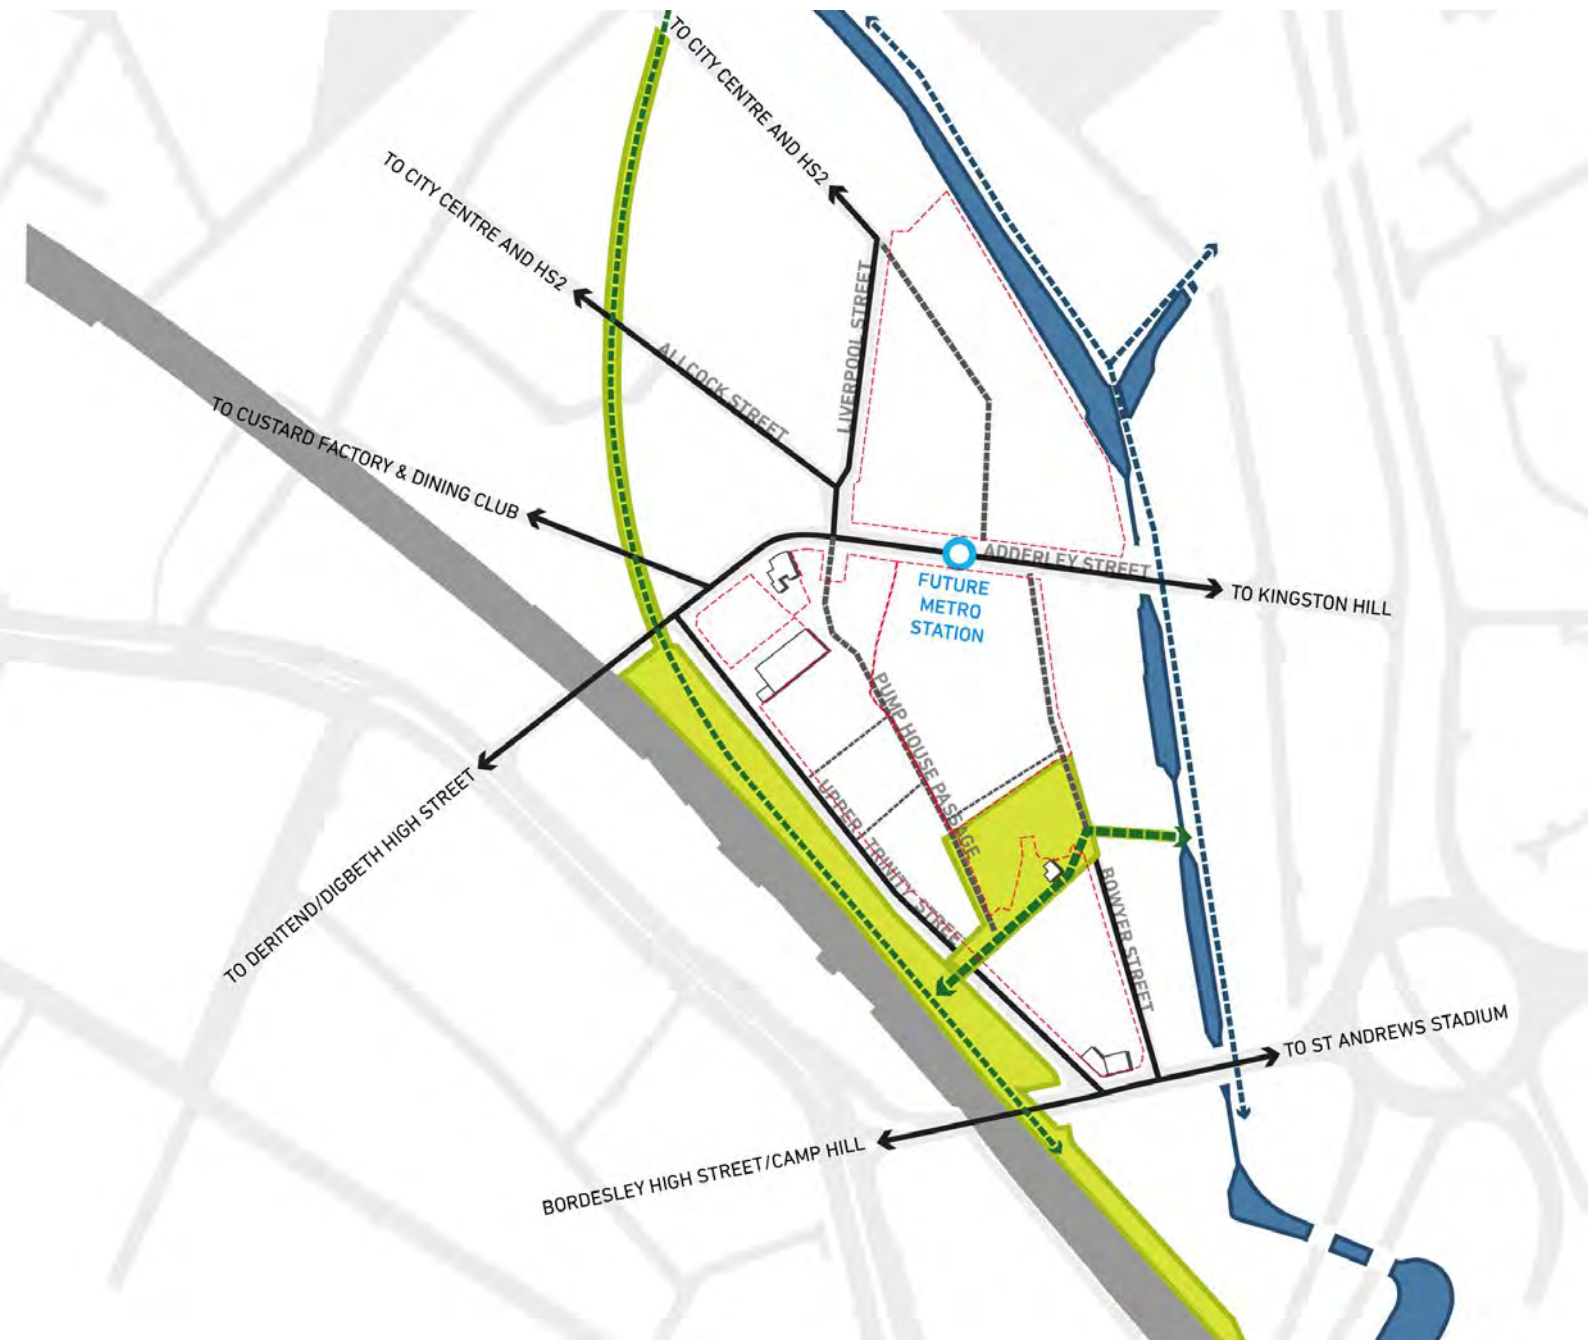 TO CITY CENTRE AND HS2
TO CITY CENTRE AND HS2
LIVERPOOL STREET
ALLCOCK STREET
TO CUSTARD FACTORY & DINING CLUB
ADDERLEY STREET
FUTURE
METRO
STATION
TO KINGSTON HILL
PUMP HOUSE PASSAGE
UPPER TRINITY STREET
TO DERITEND/DIGBETH HIGH STREET
BOWYER STREET
TO ST ANDREWS STADIUM
BORDESLEY HIGH STREET/CAMP HILL